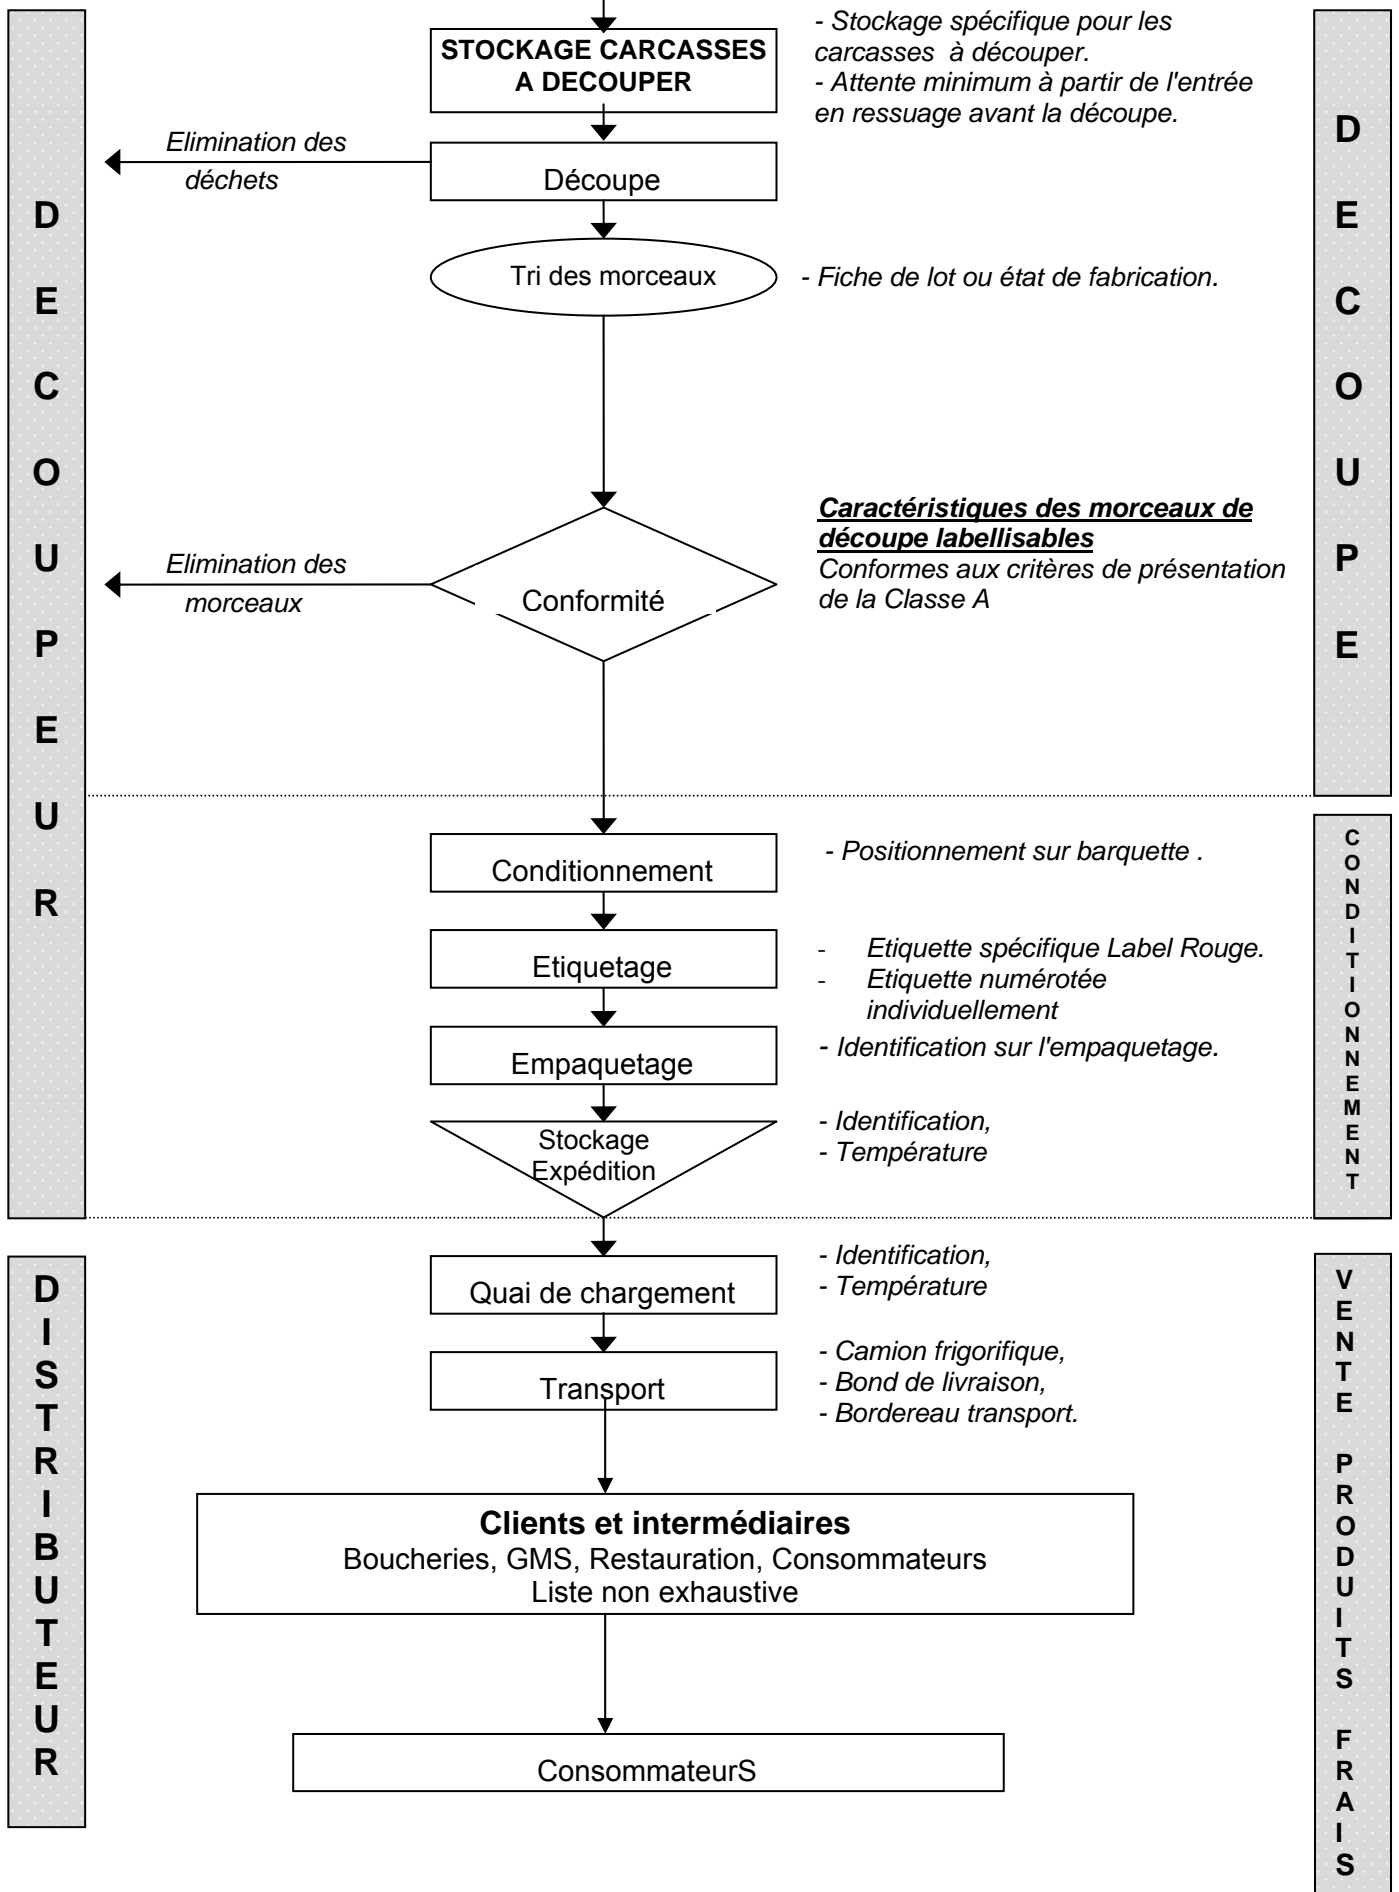 DECOUPEUR
DECOUPE
STOCKAGE CARCASSES
A DECOUPER
- Stockage spécifique pour les
carcasses à découper.
- Attente minimum à partir de l'entrée
en ressuage avant la découpe.
Elimination des
déchets
Découpe
Tri des morceaux
- Fiche de lot ou état de fabrication.
Elimination des
morceaux
Conformité
Caractéristiques des morceaux de
découpe labellisables
Conformes aux critères de présentation
de la Classe A
CONDITIONNEMENT
Conditionnement
- Positionnement sur barquette .
Etiquetage
- Etiquette spécifique Label Rouge.
- Etiquette numérotée
individuellement
Empaquetage
- Identification sur l'empaquetage.
Stockage
Expédition
- Identification,
- Température
DISTRIBUTEUR
VENTE PRODUITS FRAIS
Quai de chargement
- Identification,
- Température
Transport
- Camion frigorifique,
- Bond de livraison,
- Bordereau transport.
Clients et intermédiaires
Boucheries, GMS, Restauration, Consommateurs
Liste non exhaustive
ConsommateurS